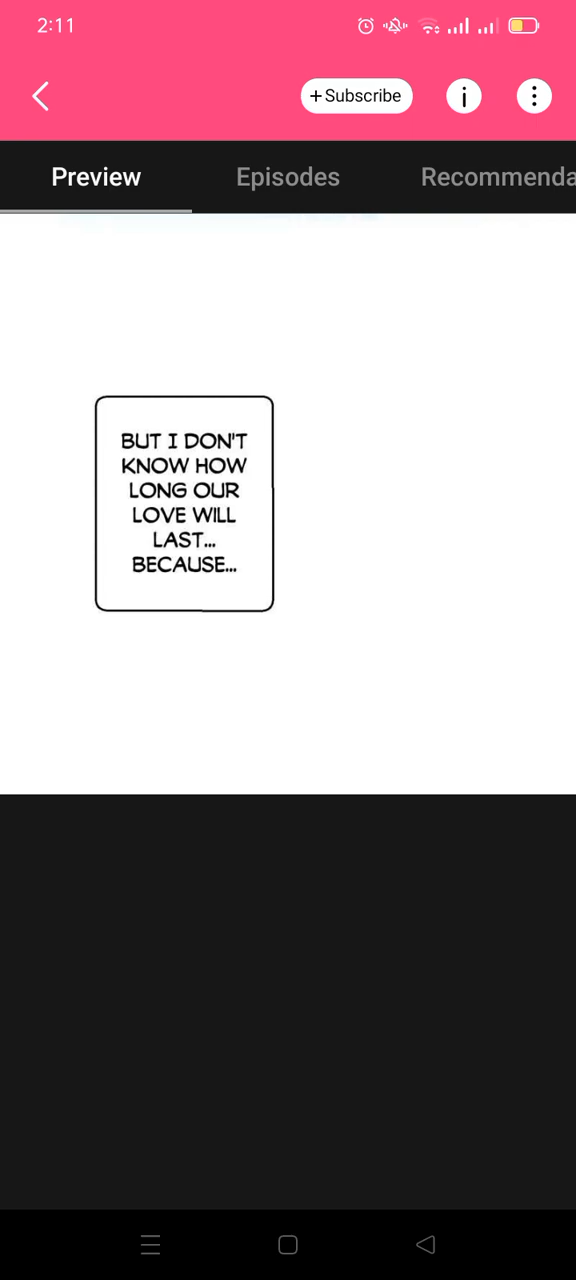 2:11
+ Subscribe
Preview Episodes Recommenda
BUT I DON'T
KNOW HOW
LONG OUR
LOVE WILL
LAST...
BECAUSE...